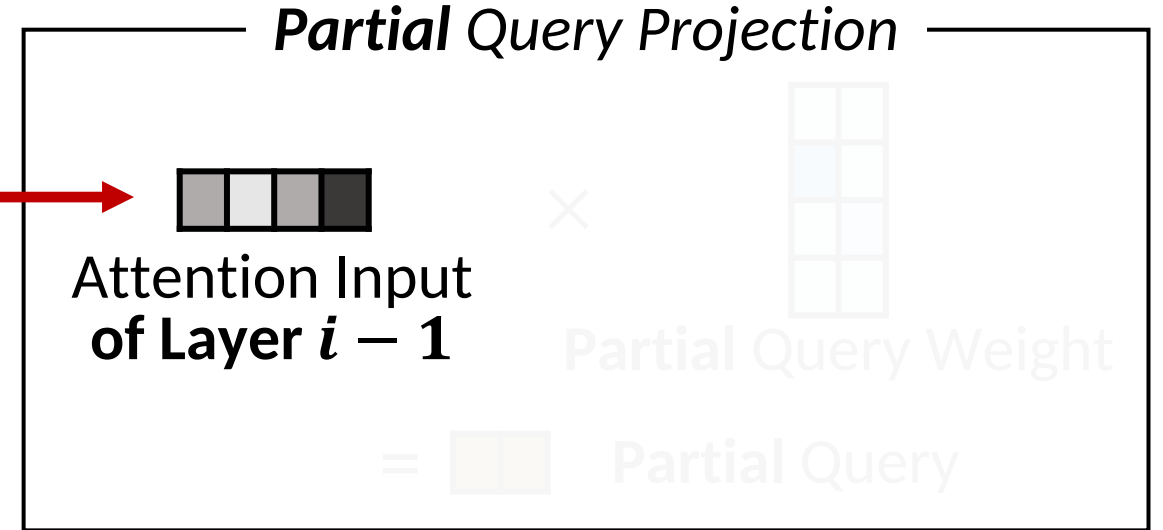 Partial Query Projection
×
Attention Input
of Layer i − 1
Partial Query Weight
= Partial Query